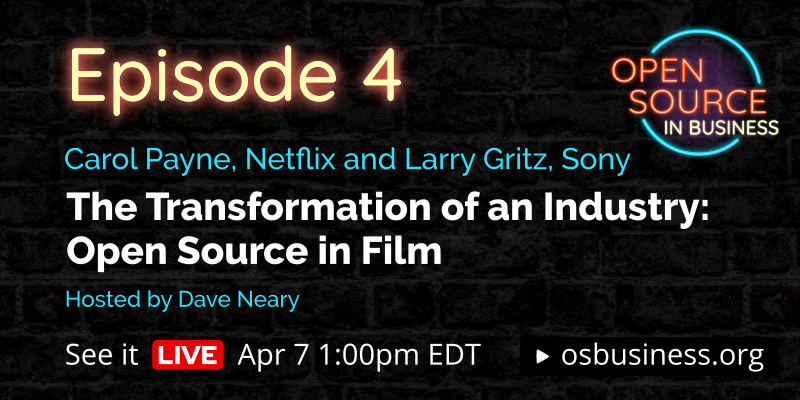 Episode 4
OPEN
SOURCE
IN BUSINESS
Carol Payne, Netflix and Larry Gritz, Sony
The Transformation of an Industry:
Open Source in Film
Hosted by Dave Neary
See it LIVE Apr 7 1:00pm EDT osbusiness.org